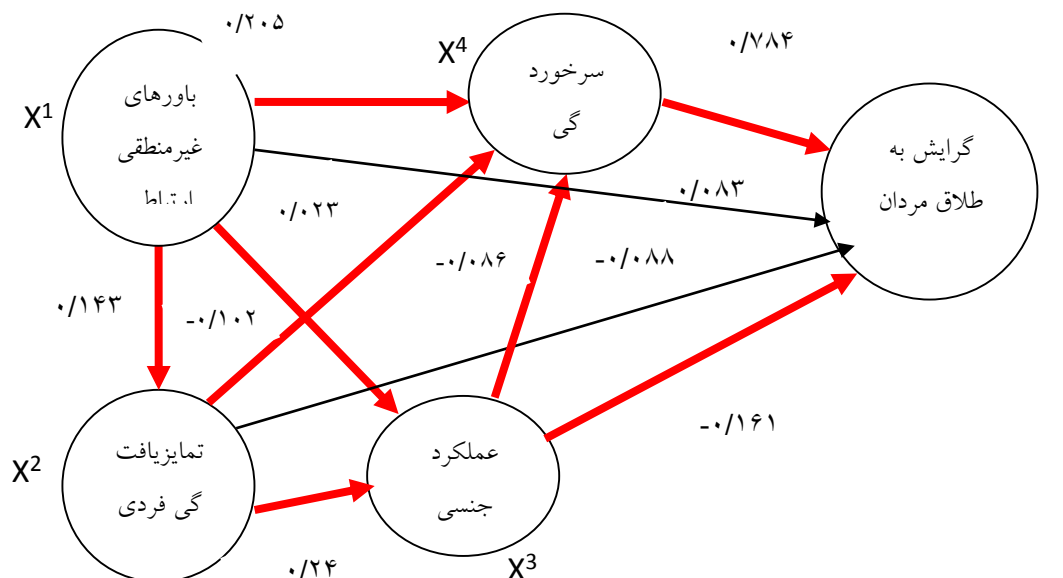 ۰/۲۰۵
X4
۰/۷۸۴
سرخورد
گی
X1
باورهای
غیرمنطقی
گرایش به
طلاق مردان
۰/۰۸۳
۰/۰۲۳
-۰/۰۸۶
-۰/۰۸۸
۰/۱۴۳
-۰/۱۰۲
-۰/۱۶۱
X2
تمایزیافت
گی فردی
عملکرد
جنسی
۰/۲۴
X3